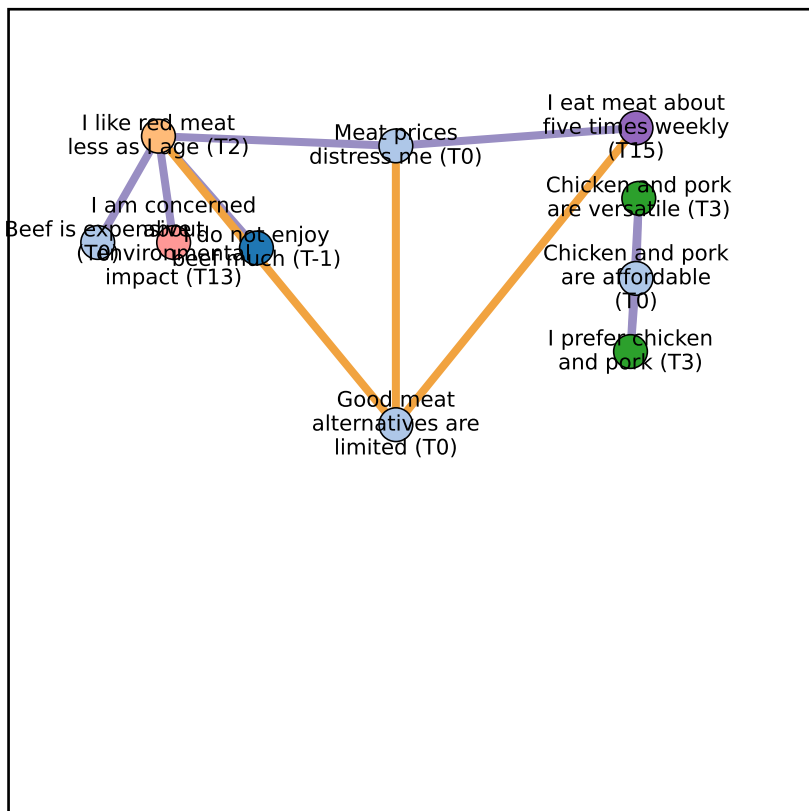 I like red meat
less as I age (T2)
Meat prices
distress me (T0)
I eat meat about
five times weekly
(T15)
Chicken and pork
are versatile (T3)
I am concerned
about
environmental
impact (T13)
Beef is expensive
(T0)
I do not enjoy
beef much (T-1)
Chicken and pork
are affordable
(T0)
I prefer chicken
and pork (T3)
Good meat
alternatives are
limited (T0)